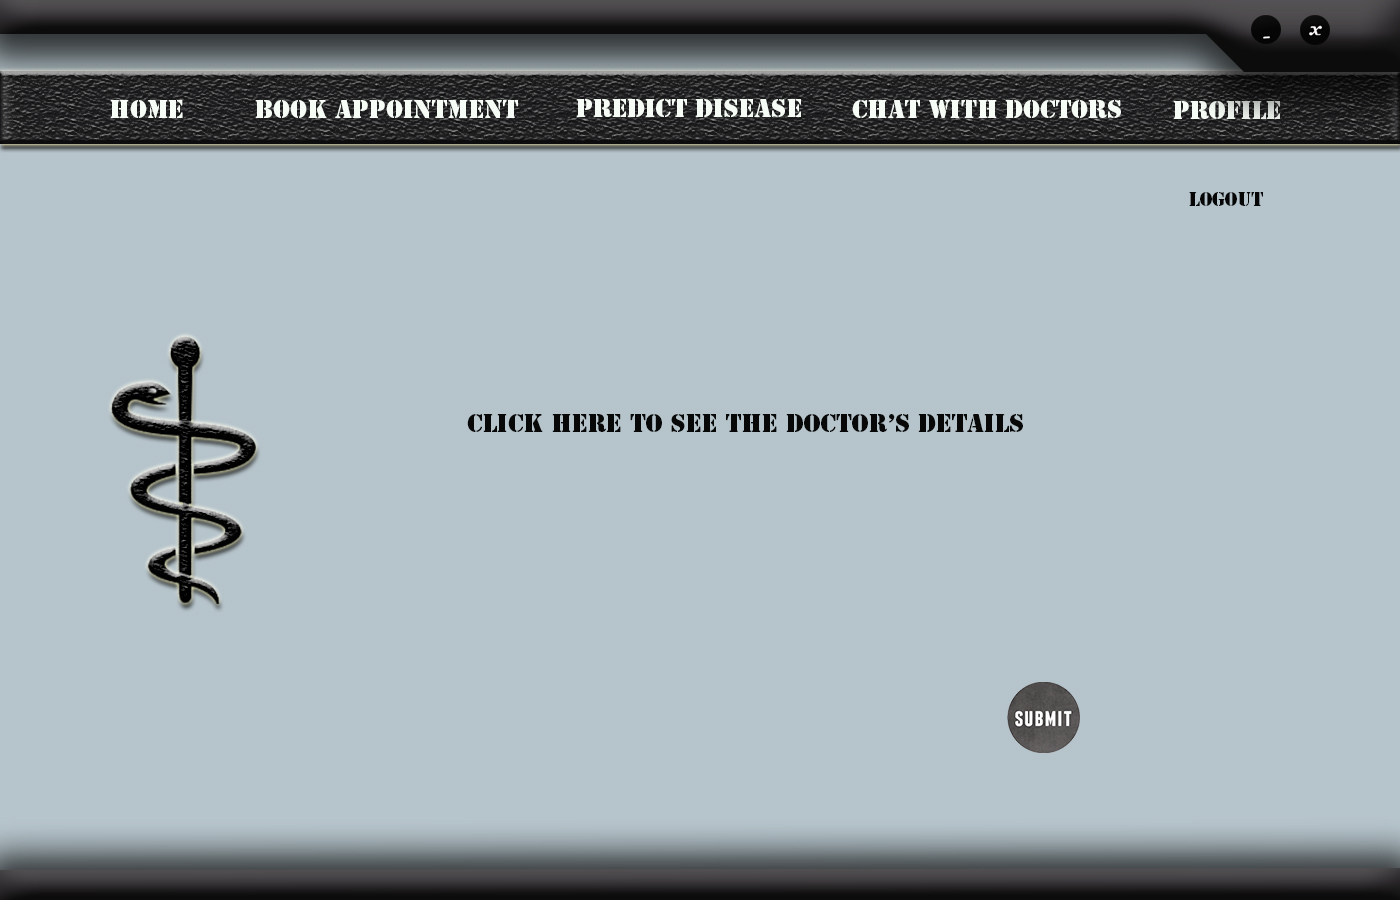 _ x
HOME BOOK APPOINTMENT PREDICT DISEASE CHAT WITH DOCTORS PROFILE
LOGOUT
CLICK HERE TO SEE THE DOCTOR'S DETAILS
SUBMIT